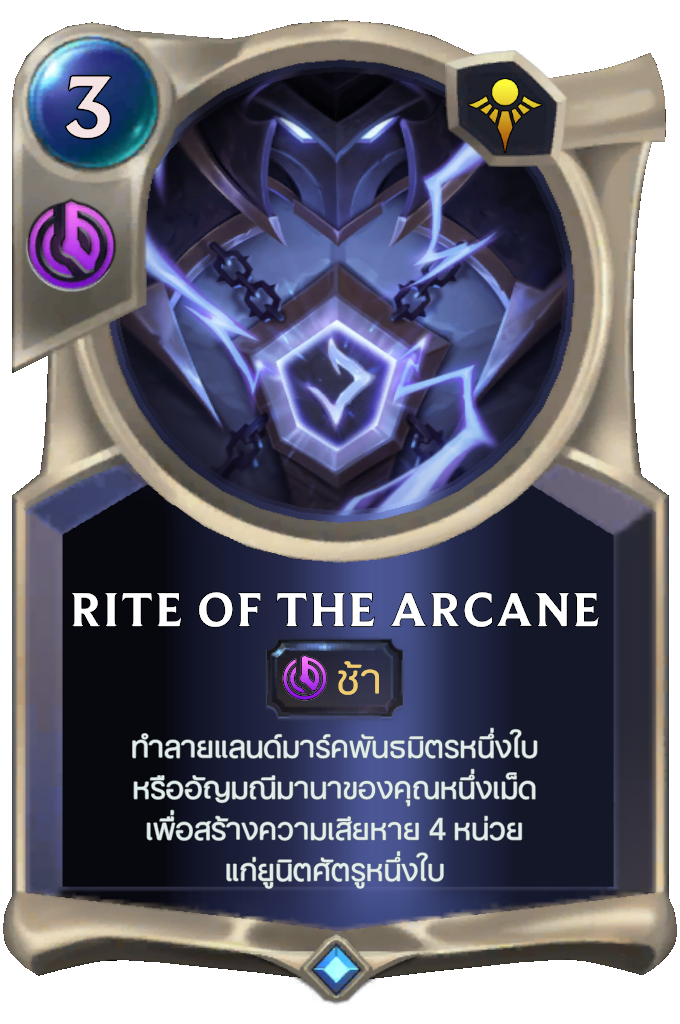 3
RITE OF THE ARCANE
ช้า
ทำลายแลนด์มาร์คพันธมิตรหนึ่งใบ
หรืออัญมณีมานาของคุณหนึ่งเม็ด
เพื่อสร้างความเสียหาย 4 หน่วย
แก่ยูนิตศัตรูหนึ่งใบ